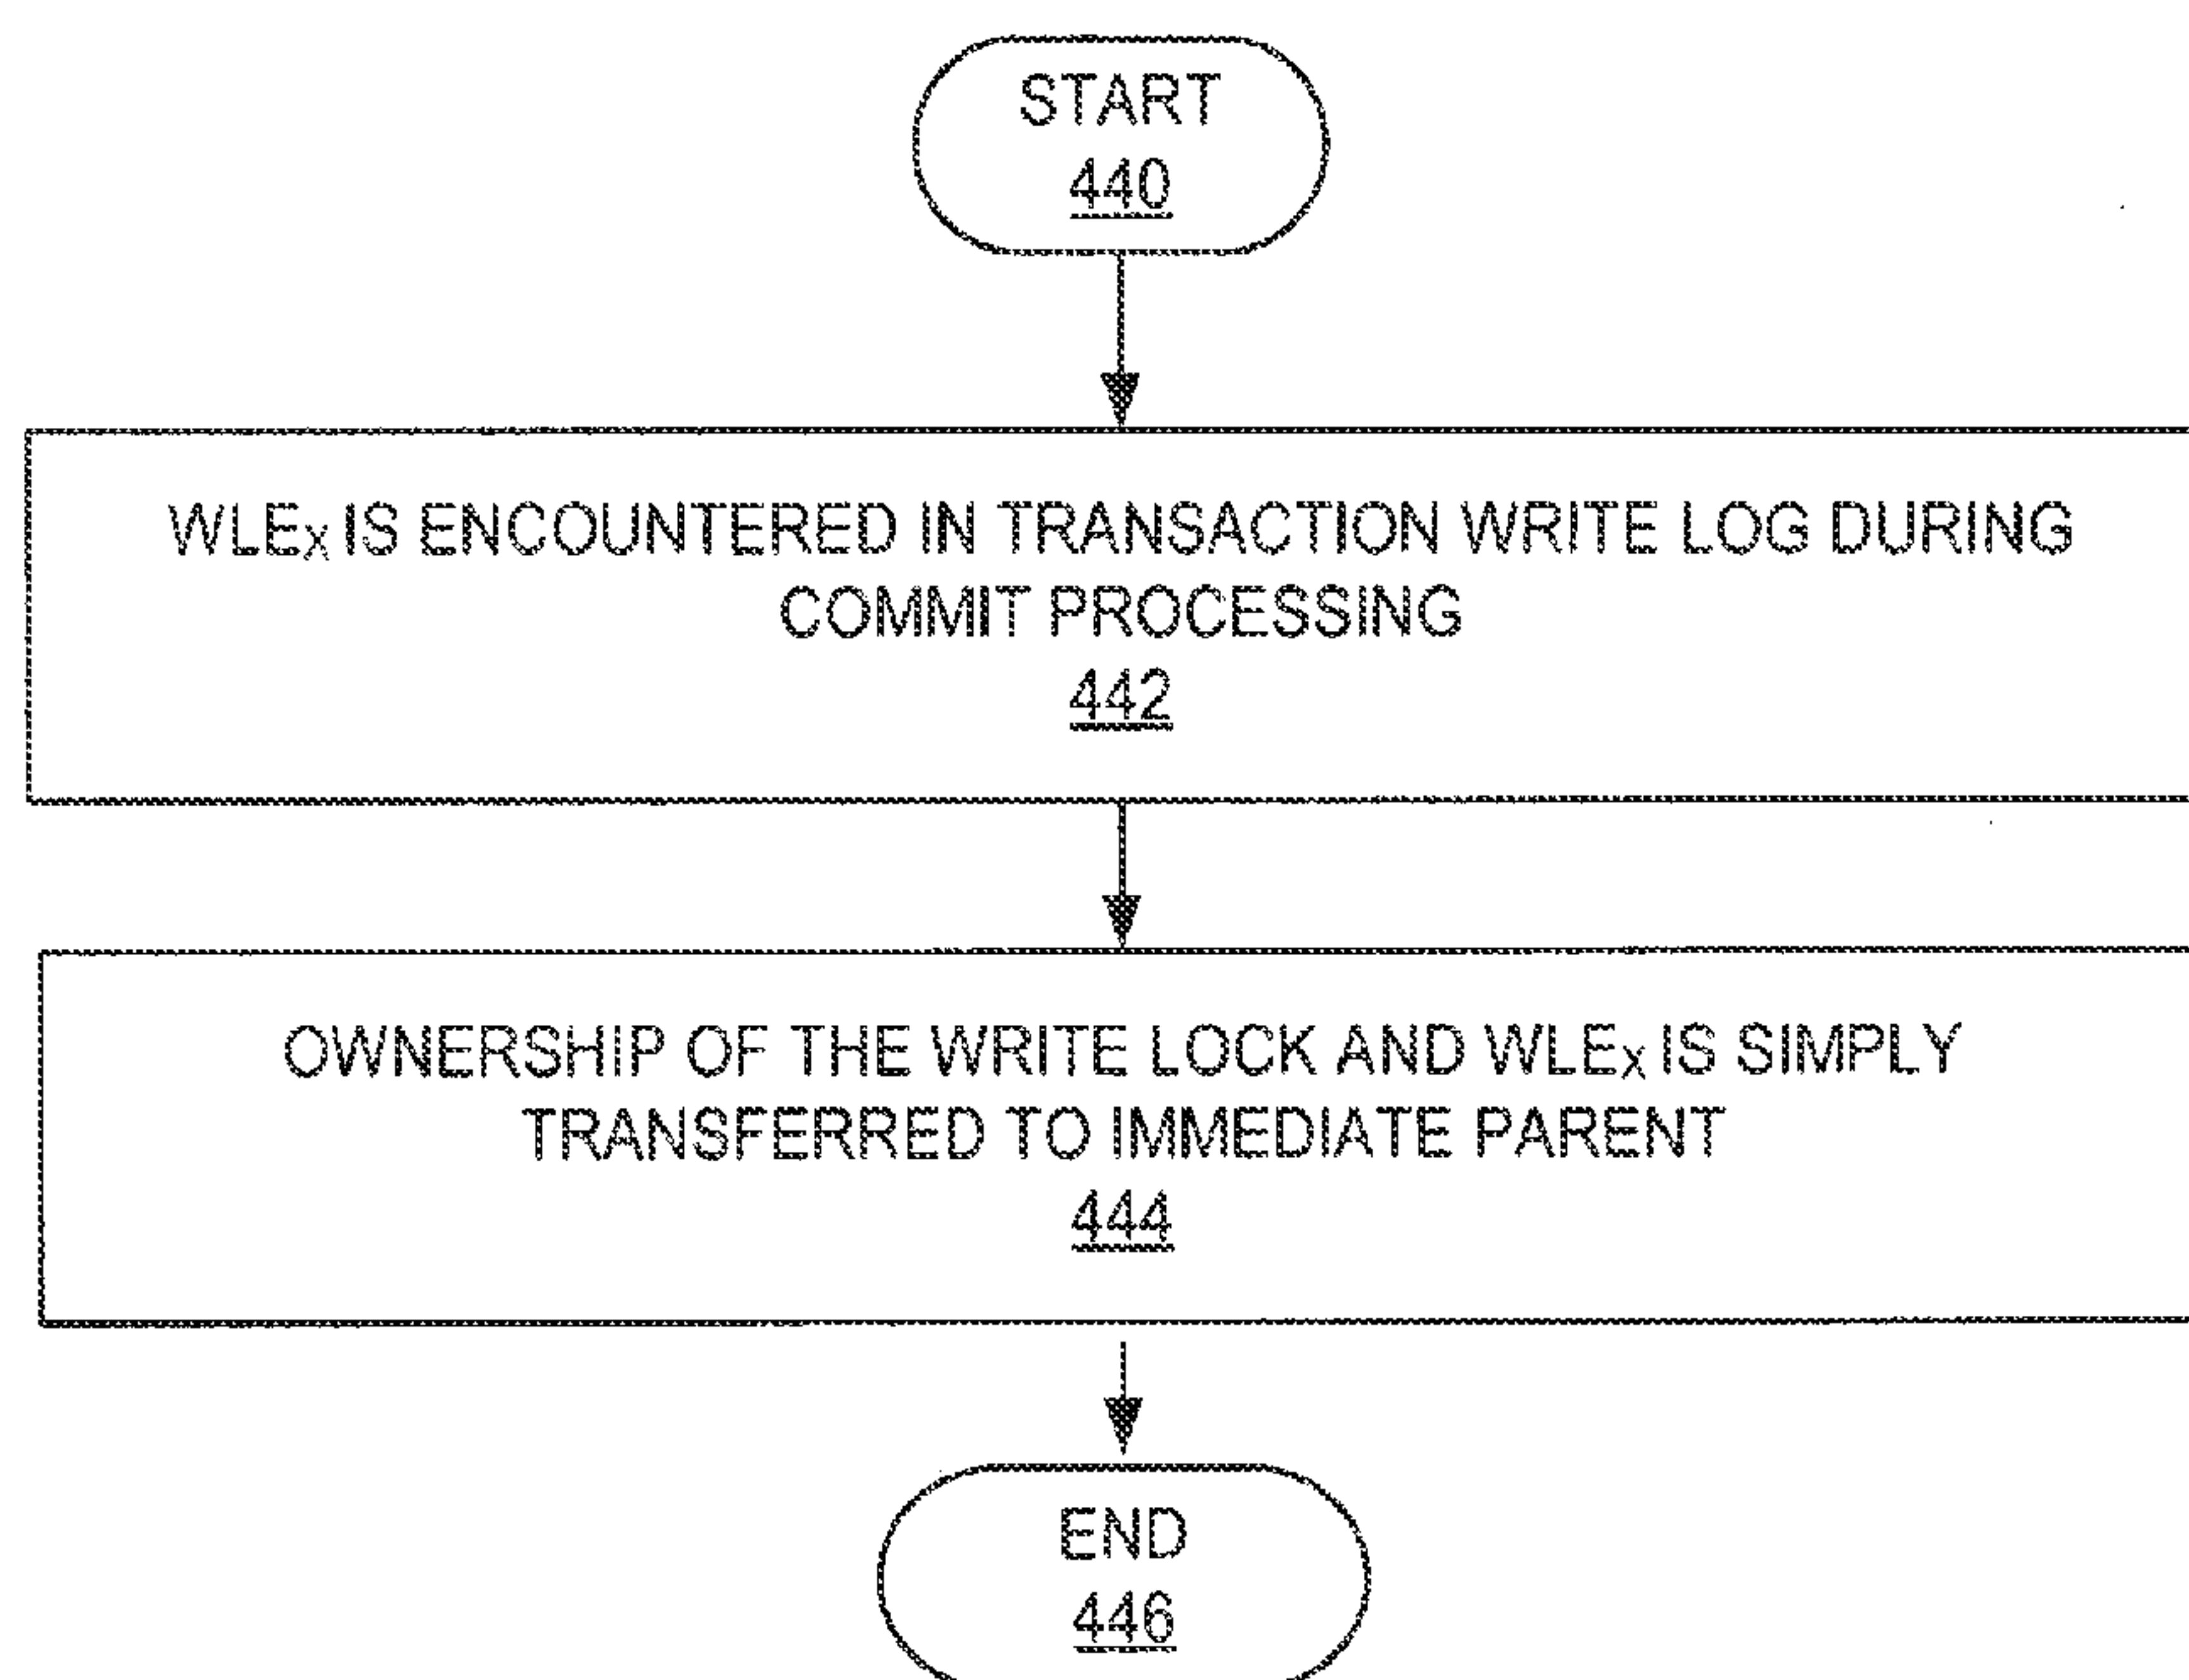 START
440
WLEX IS ENCOUNTERED IN TRANSACTION WRITE LOG DURING
COMMIT PROCESSING
442
OWNERSHIP OF THE WRITE LOCK AND WLEX IS SIMPLY
TRANSFERRED TO IMMEDIATE PARENT
444
END
446